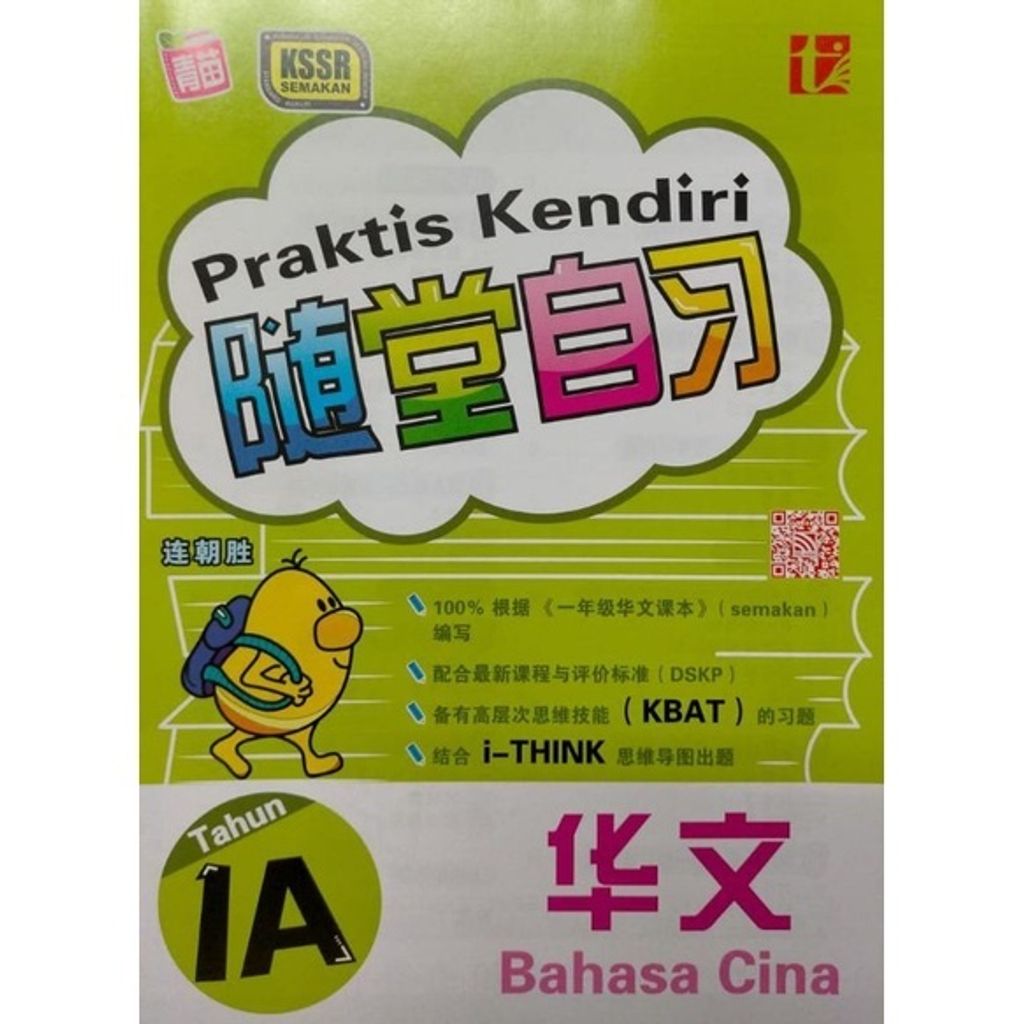 青苗
KSSR
SEMAKAN
Praktis Kendiri
随堂自习
连朝胜
100% 根据《一年级华文课本》(semakan)
编写
配合最新课程与评价标准(DSKP)
备有高层次思维技能(KBAT)的习题
结合 i-THINK 思维导图出题
Tahun
1A
华文
Bahasa Cina